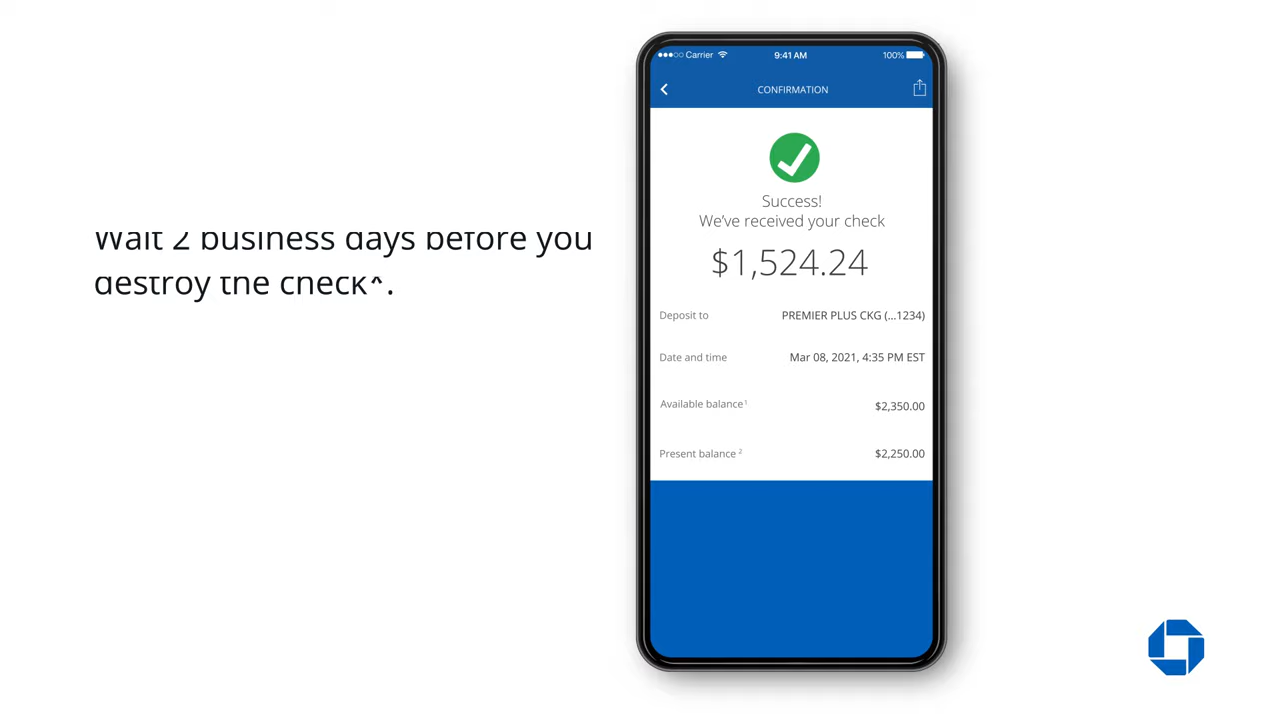 Wait 2 business days before you
destroy the check^.
Carrier 9:41 AM 100%
CONFIRMATION
Success!
We've received your check
$1,524.24
Deposit to PREMIER PLUS CKG (...1234)
Date and time Mar 08, 2021, 4:35 PM EST
Available balance1 $2,350.00
Present balance 2 $2,250.00